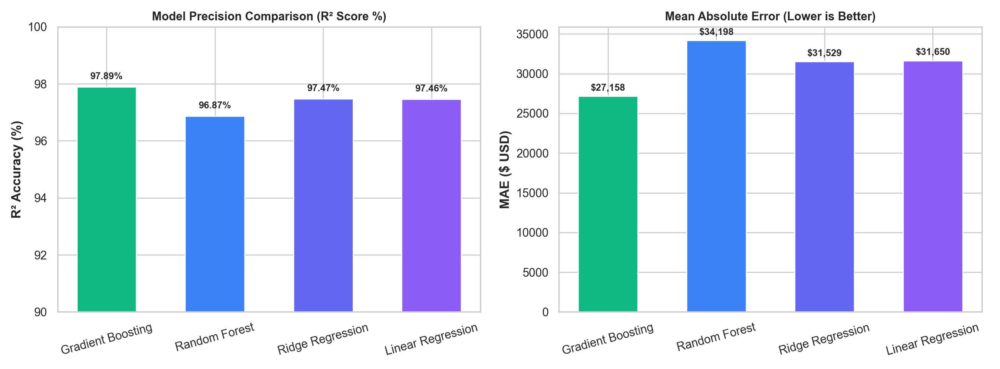 Model Precision Comparison (R² Score %)
R² Accuracy (%)
100
98
96
94
92
90
97.89%
96.87%
97.47%
97.46%
Gradient Boosting
Random Forest
Ridge Regression
Linear Regression
Mean Absolute Error (Lower is Better)
MAE ($ USD)
35000
30000
25000
20000
15000
10000
5000
0
$27,158
$34,198
$31,529
$31,650
Gradient Boosting
Random Forest
Ridge Regression
Linear Regression